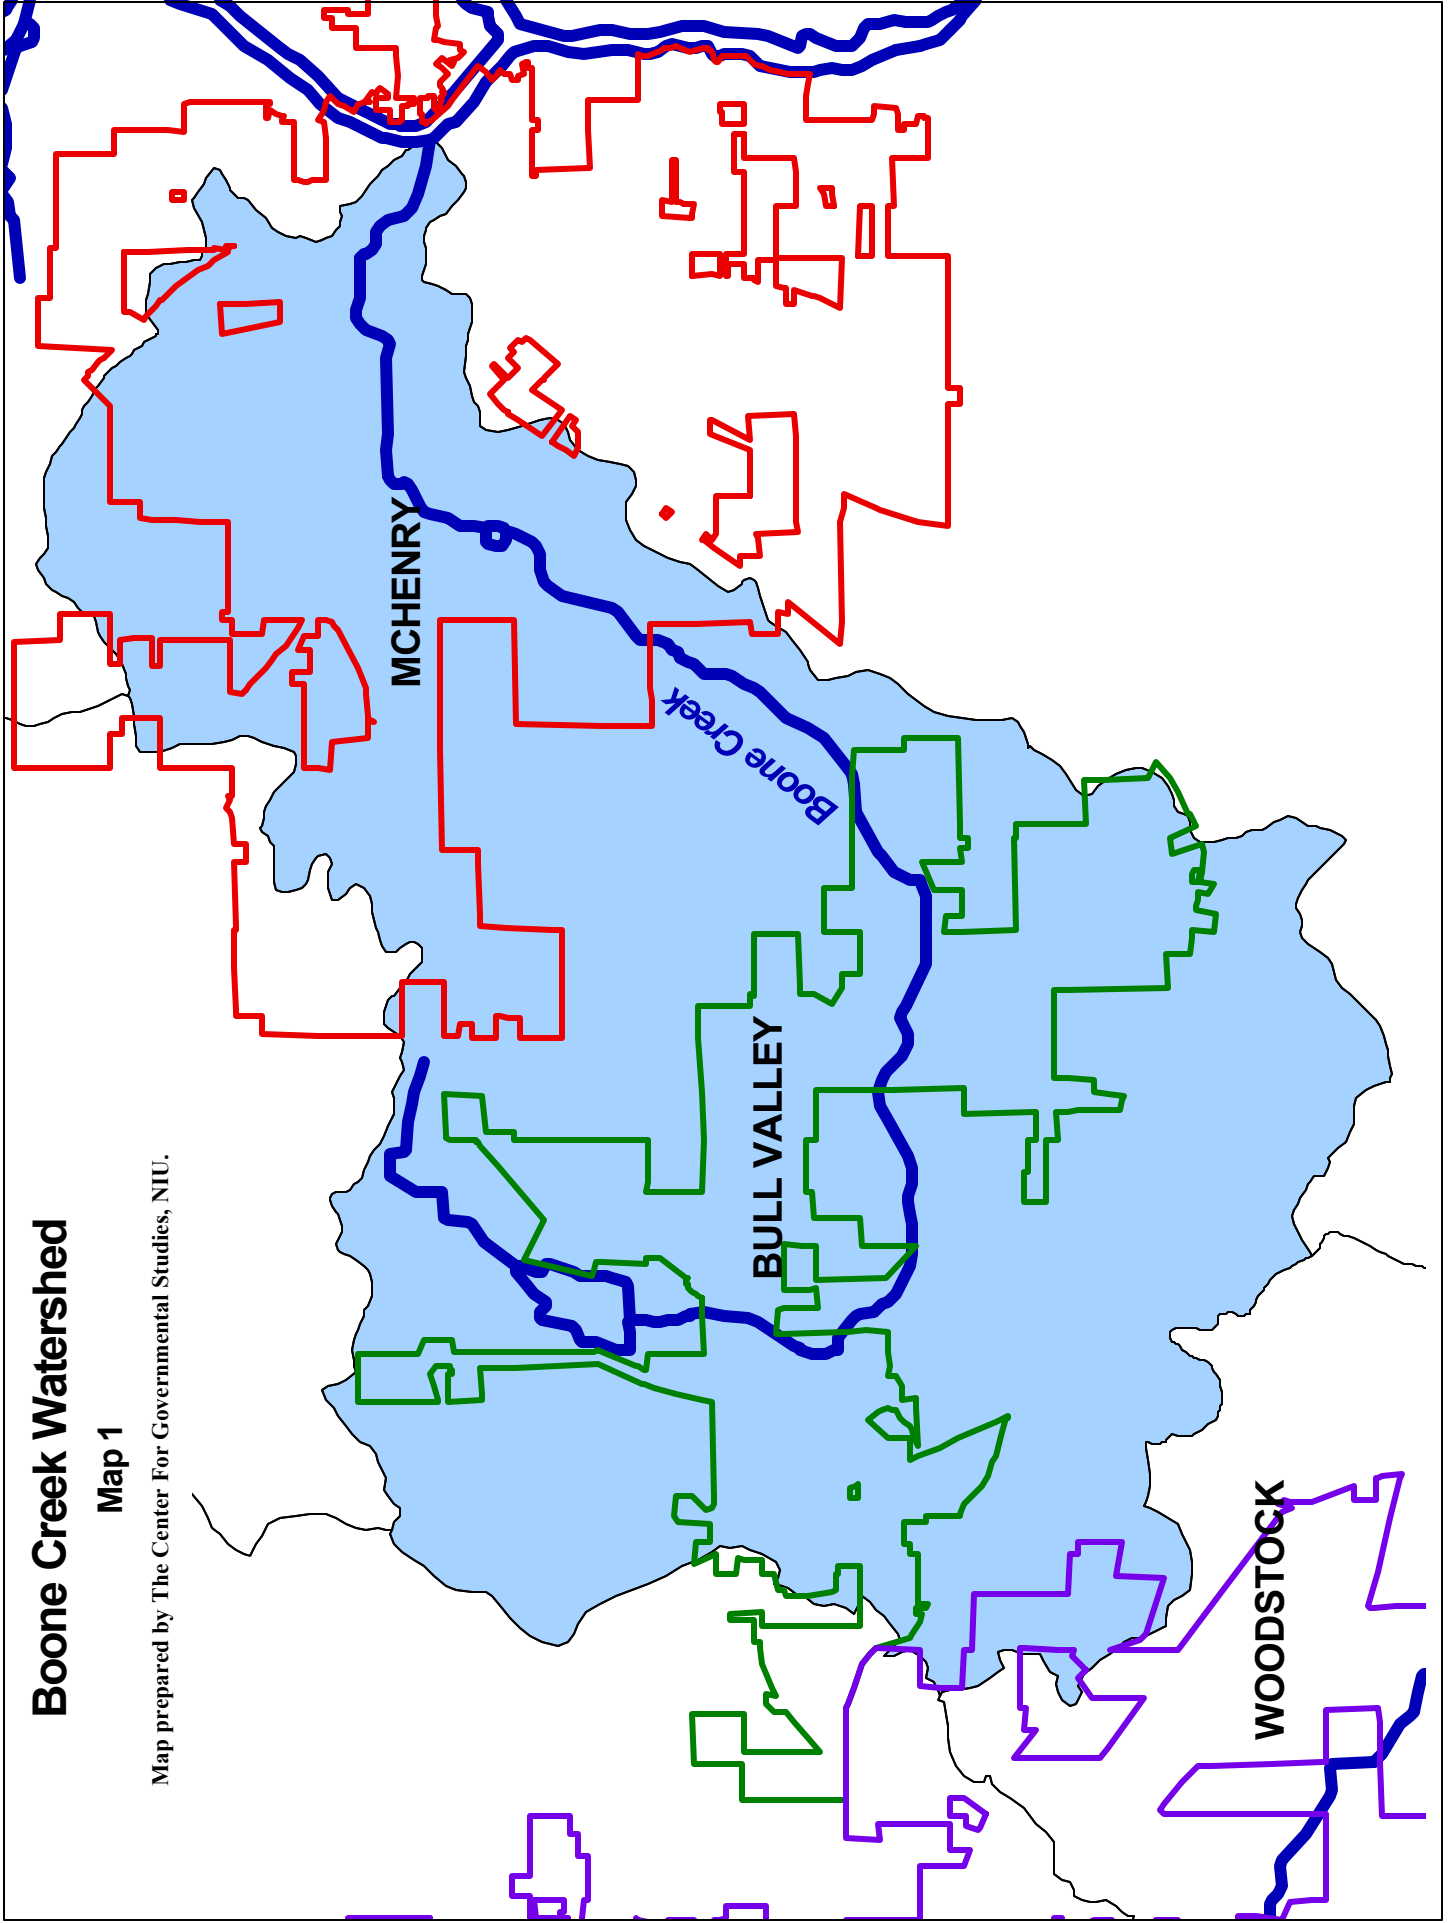 Boone Creek Watershed
Map 1
Map prepared by The Center For Governmental Studies, NIU.
MCHENRY
Boone Creek
BULL VALLEY
WOODSTOCK